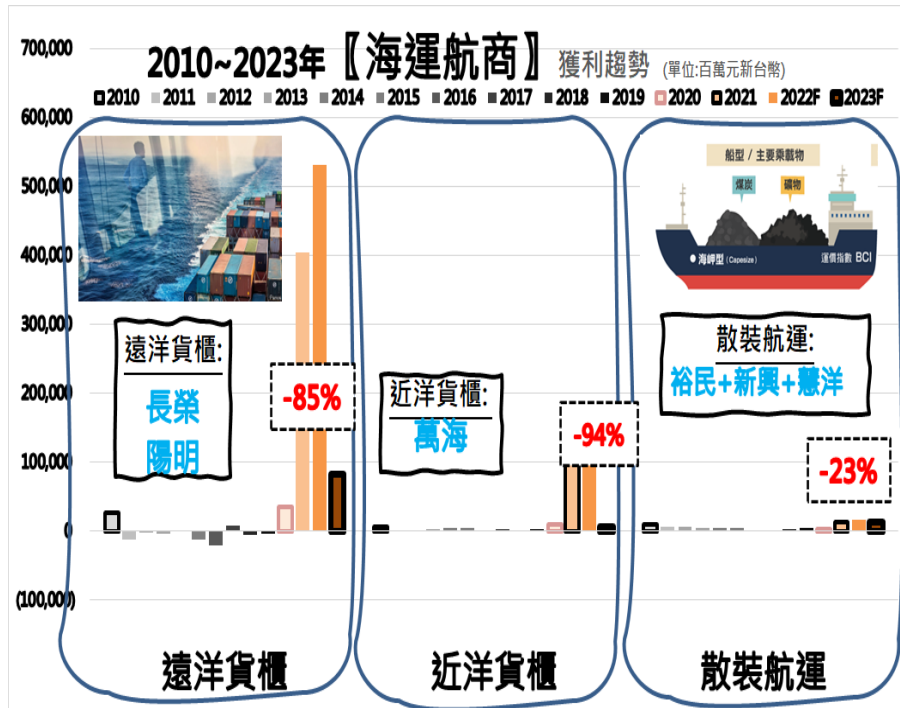 2010~2023年【海運航商】獲利趨勢 (單位:百萬元新台幣)
2010 2011 2012 2013 2014 2015 2016 2017 2018 2019 2020 2021 2022F 2023F
700,000
600,000
500,000
400,000
300,000
200,000
100,000
0
(100,000)
遠洋貨櫃:
長榮
陽明
-85%
遠洋貨櫃
近洋貨櫃:
萬海
-94%
近洋貨櫃
船型 / 主要乘載物
煤炭
礦物
海岬型 (Capesize)
運價指數 BCI
散裝航運:
裕民+新興+慧洋
-23%
散裝航運